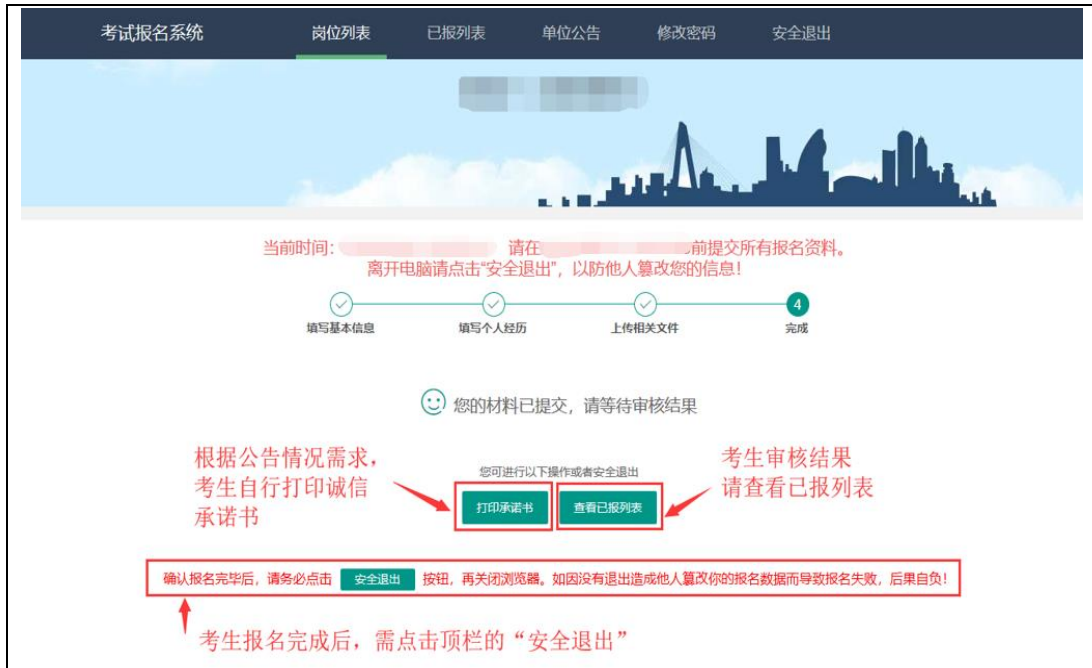 考试报名系统 岗位列表 已报列表 单位公告 修改密码 安全退出
当前时间： 请在 前提交所有报名资料。
离开电脑请点击“安全退出”，以防他人篡改您的信息！
4
填写基本信息 填写个人经历 上传相关文件 完成
您的材料已提交，请等待审核结果
根据公告情况需求，
考生自行打印诚信
承诺书
您可进行以下操作或者安全退出
打印承诺书 查看已报列表
考生审核结果
请查看已报列表
确认报名完毕后，请务必点击 安全退出 按钮，再关闭浏览器。如因没有退出造成他人篡改你的报名数据而导致报名失败，后果自负！
考生报名完成后，需点击顶栏的“安全退出”